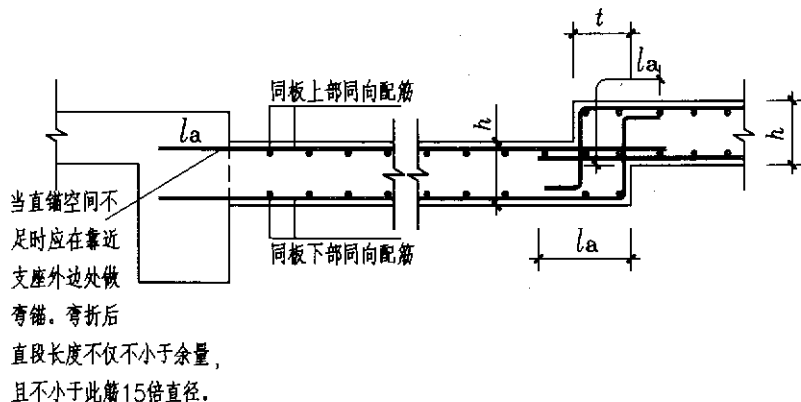 t
la
同板上部同向配筋
la
h
h
当直锚空间不
足时应在靠近
支座外边处做
弯锚。弯折后
直段长度不仅不小于余量,
且不小于此筋15倍直径。
同板下部同向配筋
la